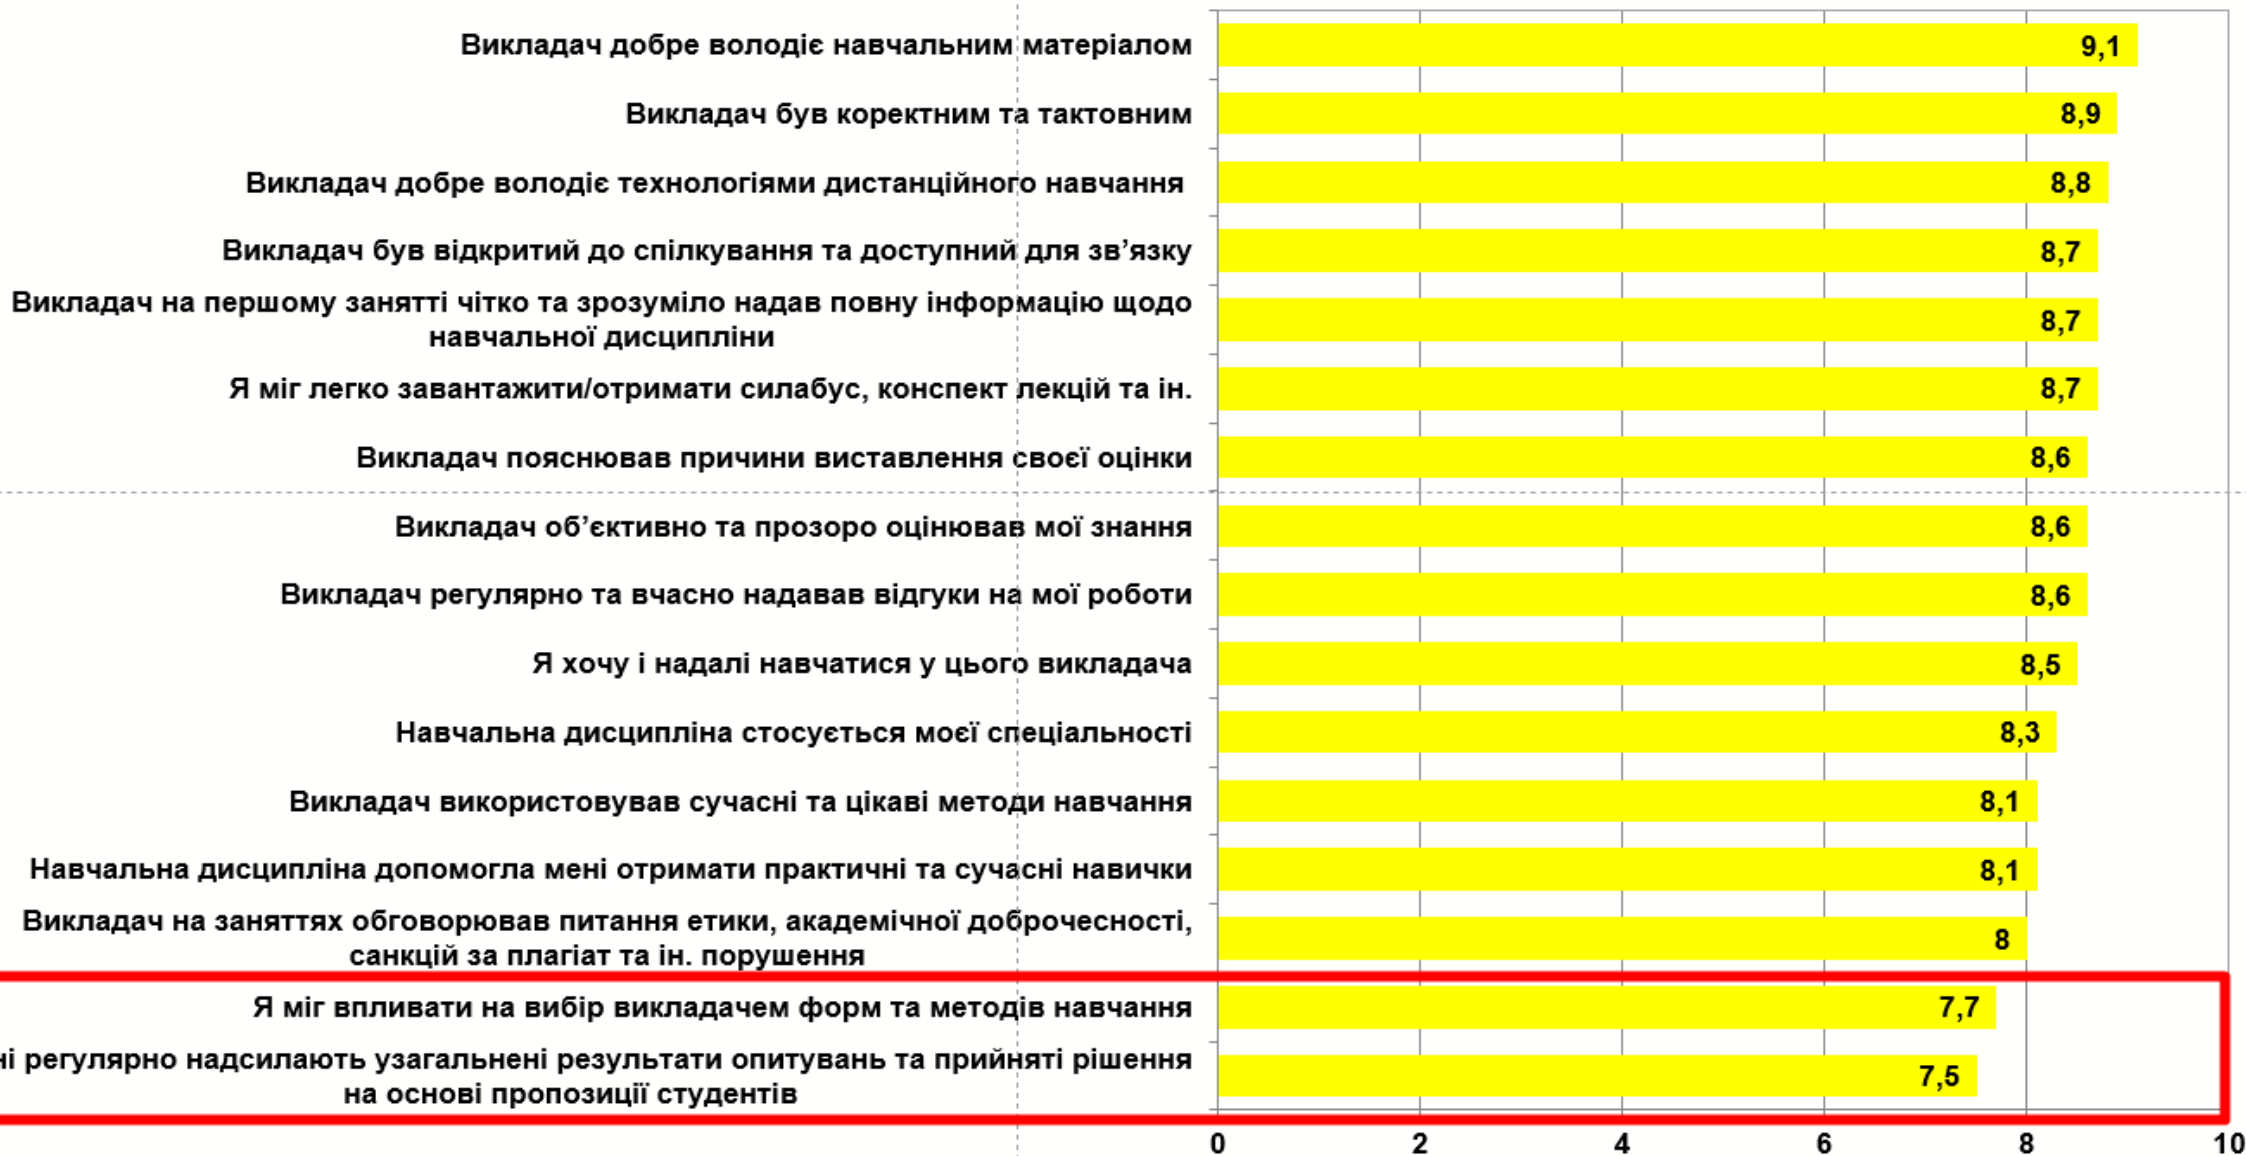 Викладач добре володіє навчальним матеріалом
9,1
Викладач був коректним та тактовним
8,9
Викладач добре володіє технологіями дистанційного навчання
8,8
Викладач був відкритий до спілкування та доступний для зв’язку
8,7
Викладач на першому занятті чітко та зрозуміло надав повну інформацію щодо
навчальної дисципліни
8,7
Я міг легко завантажити/отримати силабус, конспект лекцій та ін.
8,7
Викладач пояснював причини виставлення своєї оцінки
8,6
Викладач об’єктивно та прозоро оцінював мої знання
8,6
Викладач регулярно та вчасно надавав відгуки на мої роботи
8,6
Я хочу і надалі навчатися у цього викладача
8,5
Навчальна дисципліна стосується моєї спеціальності
8,3
Викладач використовував сучасні та цікаві методи навчання
8,1
Навчальна дисципліна допомогла мені отримати практичні та сучасні навички
8,1
Викладач на заняттях обговорював питання етики, академічної доброчесності,
санкцій за плагіат та ін. порушення
8
Я міг впливати на вибір викладачем форм та методів навчання
7,7
регулярно надсилають узагальнені результати опитувань та прийняті рішення
на основі пропозиції студентів
7,5
0 2 4 6 8 10